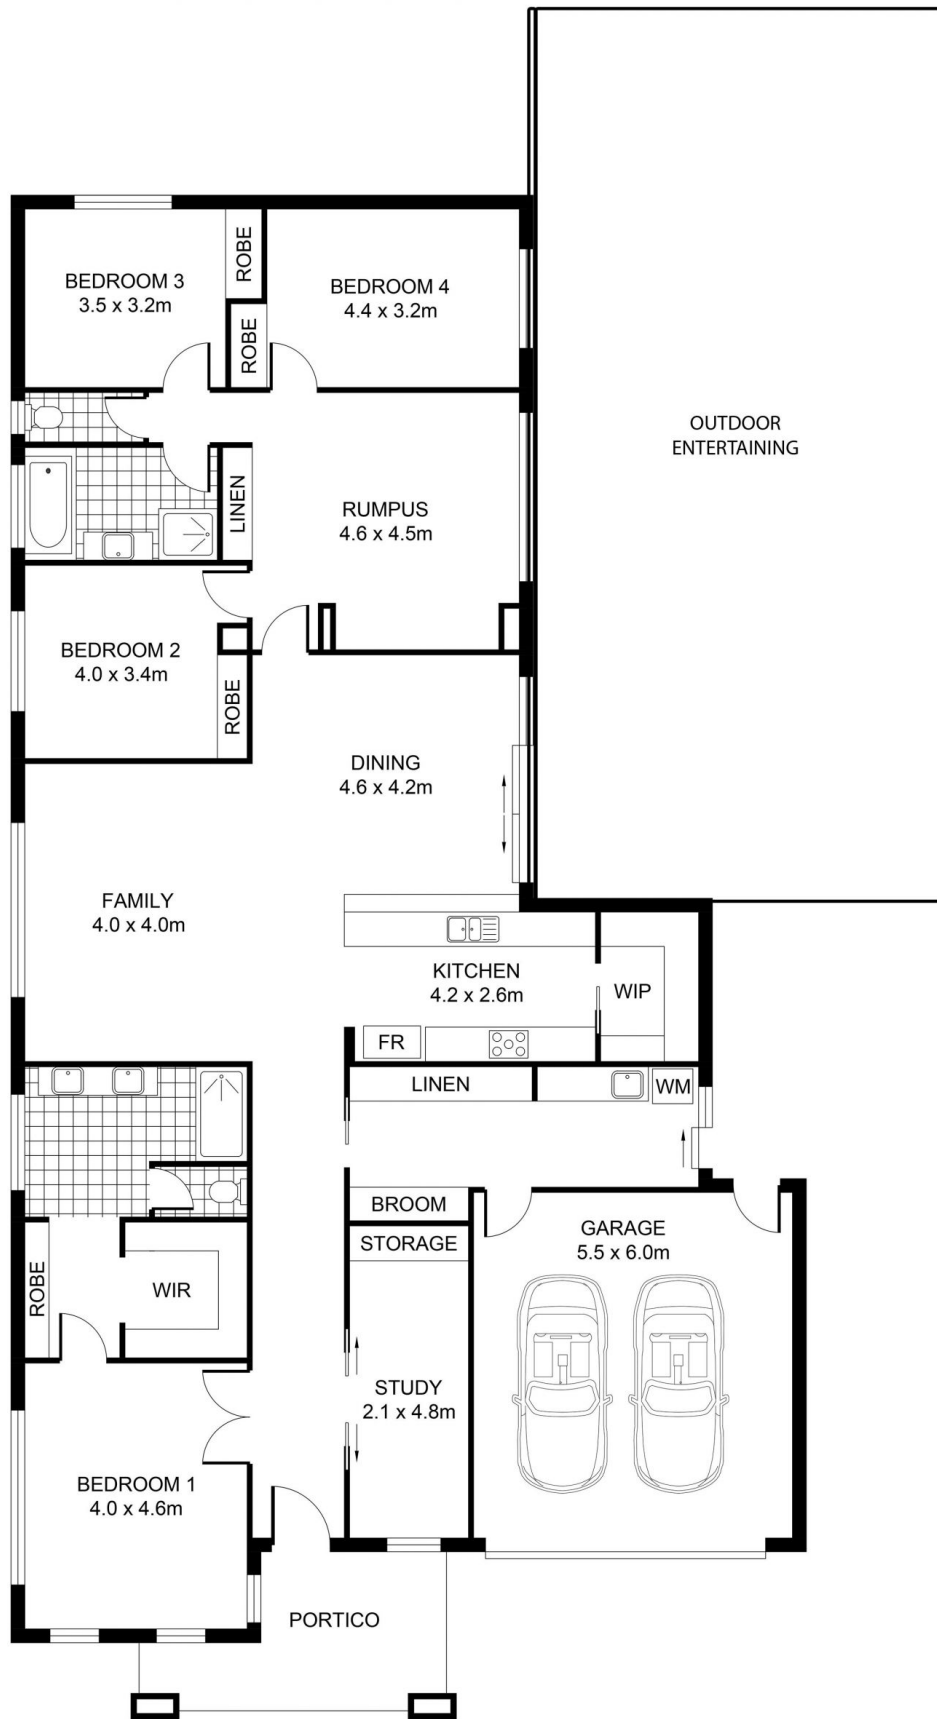 BEDROOM 3
3.5 x 3.2m
ROBE
ROBE
BEDROOM 4
4.4 x 3.2m
OUTDOOR
ENTERTAINING
LINEN
RUMPUS
4.6 x 4.5m
BEDROOM 2
4.0 x 3.4m
ROBE
DINING
4.6 x 4.2m
FAMILY
4.0 x 4.0m
KITCHEN
4.2 x 2.6m
WIP
FR
LINEN
WM
BROOM
STORAGE
GARAGE
5.5 x 6.0m
ROBE
WIR
STUDY
2.1 x 4.8m
BEDROOM 1
4.0 x 4.6m
PORTICO